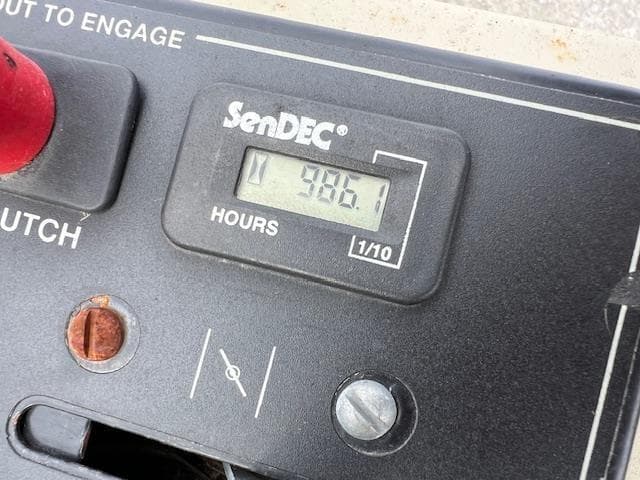 OUT TO ENGAGE
SenDEC®
986.1
HOURS
1/10
UTCH